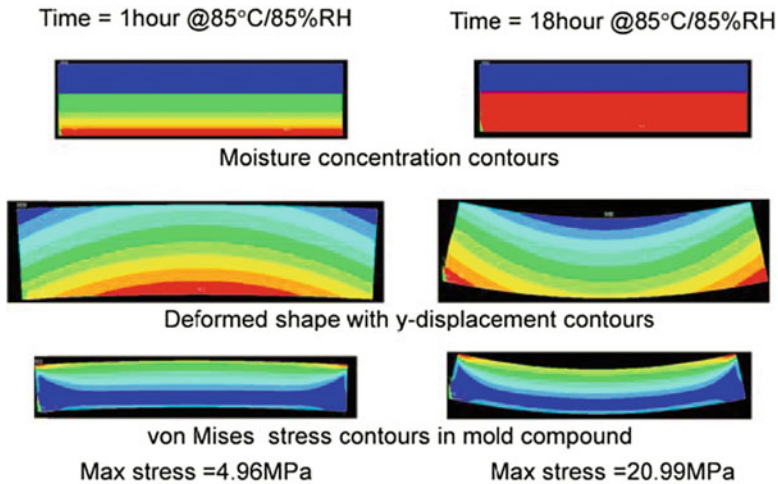 Time = 1hour @85°C/85%RH
Time = 18hour @85°C/85%RH
Moisture concentration contours
Deformed shape with y-displacement contours
von Mises stress contours in mold compound
Max stress =4.96MPa
Max stress =20.99MPa